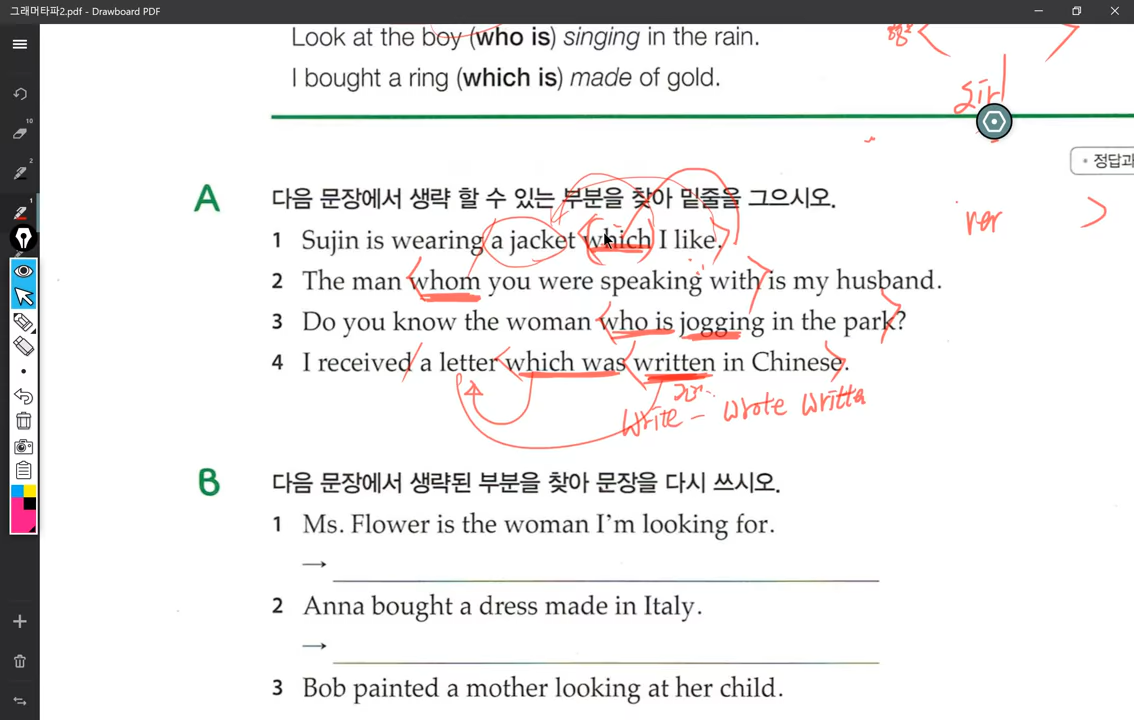 그래머타파2.pdf - Drawboard PDF
Look at the boy (who is) singing in the rain.
I bought a ring (which is) made of gold.
girl
10
2
1
정답과
A 다음 문장에서 생략 할 수 있는 부분을 찾아 밑줄을 그으시오.
1 Sujin is wearing a jacket which I like.
2 The man whom you were speaking with is my husband.
3 Do you know the woman who is jogging in the park?
4 I received a letter which was written in Chinese.
write - wrote written
B 다음 문장에서 생략된 부분을 찾아 문장을 다시 쓰시오.
1 Ms. Flower is the woman I'm looking for.
→
2 Anna bought a dress made in Italy.
→
3 Bob painted a mother looking at her child.